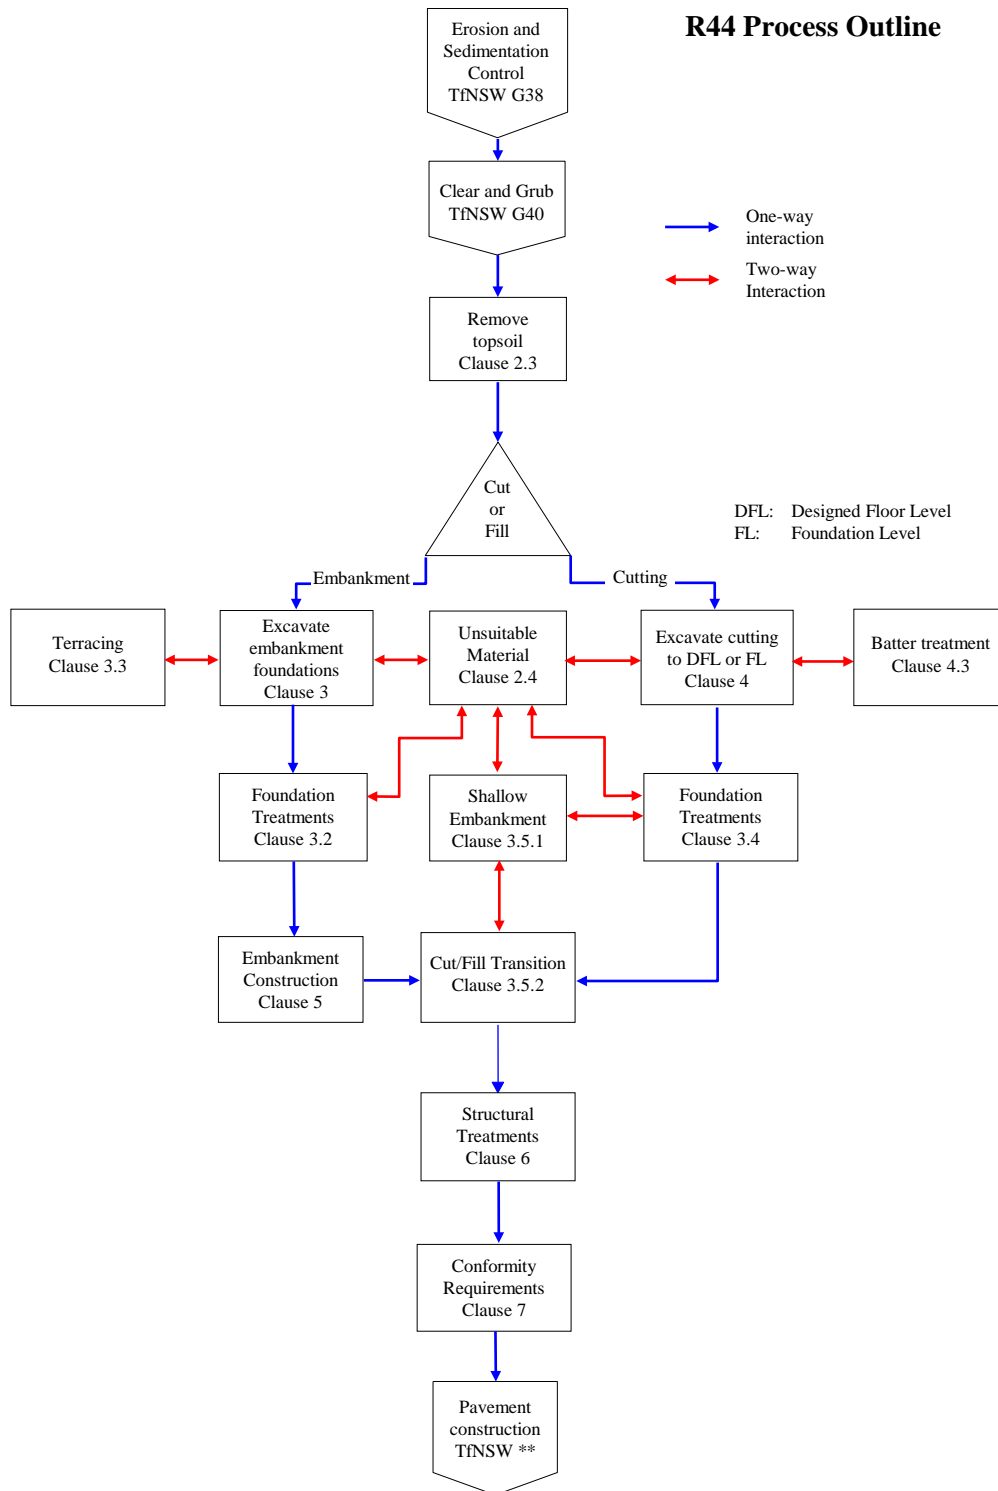 R44 Process Outline
Erosion and
Sedimentation
Control
TfNSW G38
Clear and Grub
TfNSW G40
One-way
interaction
Two-way
Interaction
Remove
topsoil
Clause 2.3
Cut
or
Fill
DFL: Designed Floor Level
FL: Foundation Level
Embankment
Cutting
Terracing
Clause 3.3
Excavate
embankment
foundations
Clause 3
Unsuitable
Material
Clause 2.4
Excavate cutting
to DFL or FL
Clause 4
Batter treatment
Clause 4.3
Foundation
Treatments
Clause 3.2
Shallow
Embankment
Clause 3.5.1
Foundation
Treatments
Clause 3.4
Embankment
Construction
Clause 5
Cut/Fill Transition
Clause 3.5.2
Structural
Treatments
Clause 6
Conformity
Requirements
Clause 7
Pavement
construction
TfNSW **